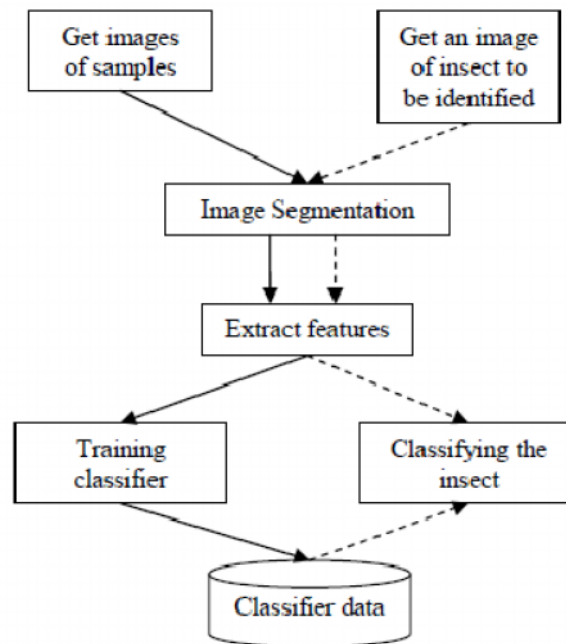 Get images
of samples
Get an image
of insect to
be identified
Image Segmentation
Extract features
Training
classifier
Classifying the
insect
Classifier data